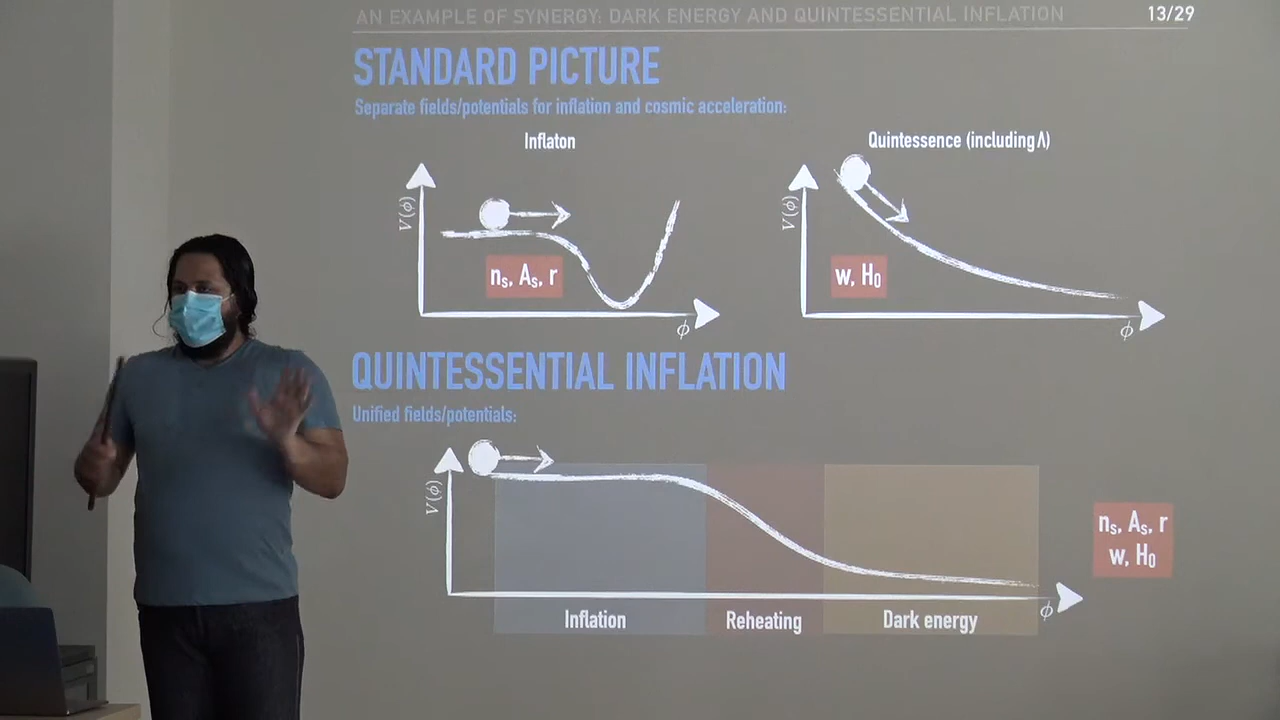 AN EXAMPLE OF SYNERGY: DARK ENERGY AND QUINTESSENTIAL INFLATION 13/29
STANDARD PICTURE
Separate fields/potentials for inflation and cosmic acceleration:
Inflaton
Quintessence (including Λ)
V(ϕ)
nₛ, Aₛ, r
ϕ
V(ϕ)
w, H₀
ϕ
QUINTESSENTIAL INFLATION
Unified fields/potentials:
V(ϕ)
Inflation
Reheating
Dark energy
ϕ
nₛ, Aₛ, r
w, H₀